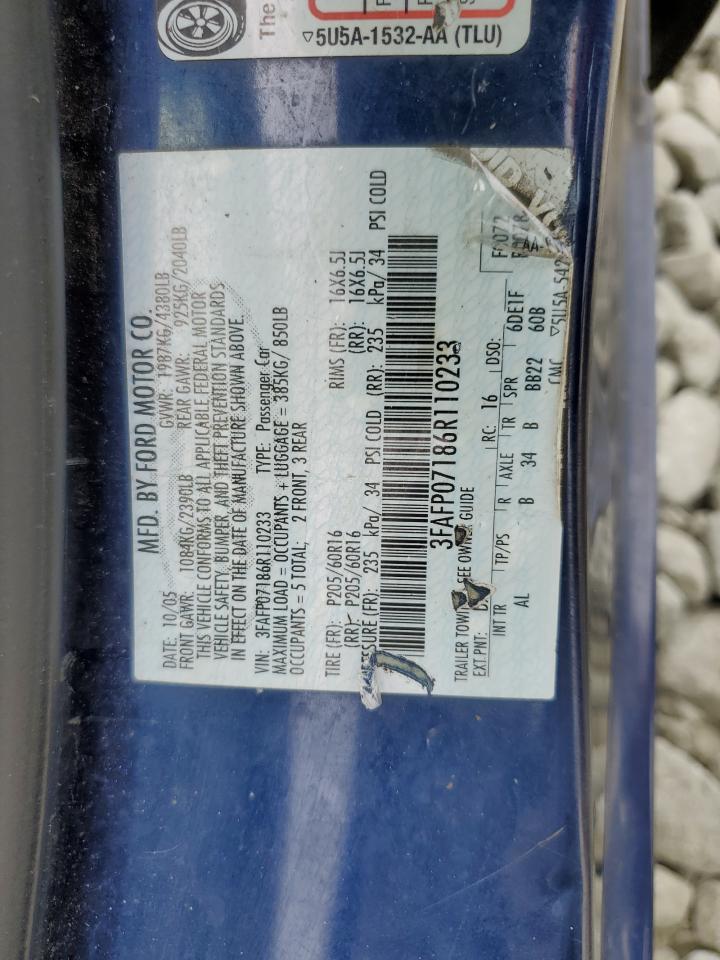 The
▽5U5A-1532-AA (TLU)
MFD. BY FORD MOTOR CO.
DATE: 10/05 GVWR: 1987KG/4380LB
FRONT GAWR: 1084KG/2390LB REAR GAWR: 925KG/2040LB
THIS VEHICLE CONFORMS TO ALL APPLICABLE FEDERAL MOTOR
VEHICLE SAFETY, BUMPER, AND THEFT PREVENTION STANDARDS
IN EFFECT ON THE DATE OF MANUFACTURE SHOWN ABOVE.
VIN: 3FAFP07186R110233 TYPE: Passenger Car
MAXIMUM LOAD = OCCUPANTS + LUGGAGE = 385KG/ 850LB
OCCUPANTS = 5 TOTAL; 2 FRONT, 3 REAR
TIRE (FR): P205/60R16 RIMS (FR): 16X6.5J
(RR): P205/60R16 (RR): 16X6.5J
(FR): 235 kPa/ 34 PSI COLD (RR): 235 kPa/ 34 PSI COLD
3FAFP07186R110233
TRAILER SEE GUIDE
EXT PNT: RC: 16 DSO:
INT TR TP/PS R AXLE TR SPR 6DE1F
AL B 34 B BB22 60B
▽5U5A-542